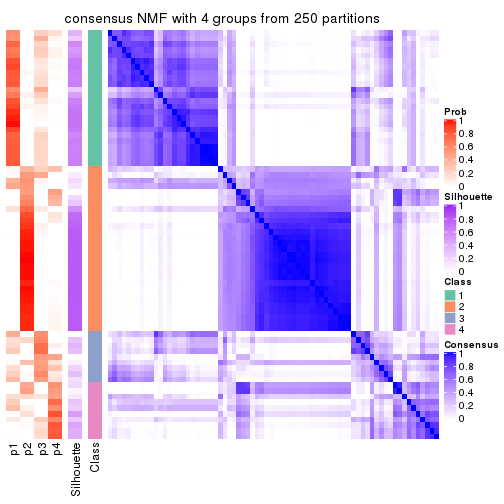 consensus NMF with 4 groups from 250 partitions
Prob
1
0.8
0.6
0.4
0.2
0
Silhouette
1
0.8
0.6
0.4
0.2
0
Class
1
2
3
4
Consensus
1
0.8
0.6
0.4
0.2
0
p1
p2
p3
p4
Silhouette
Class